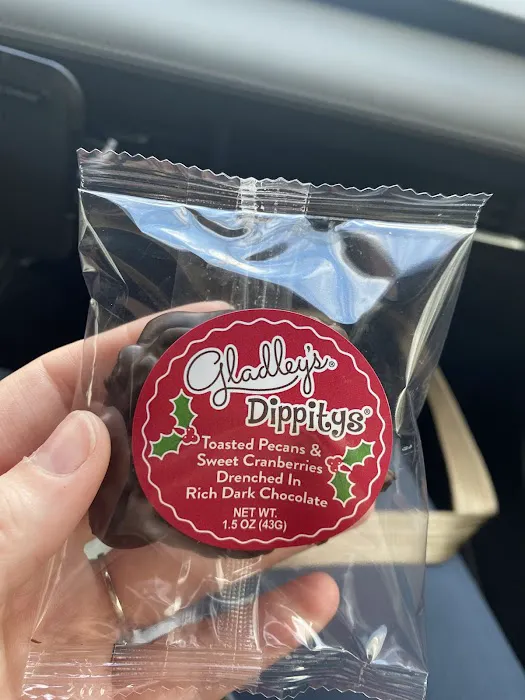 Gladley's®
Dippitys®
Toasted Pecans &
Sweet Cranberries
Drenched In
Rich Dark Chocolate
NET WT.
1.5 OZ (43G)